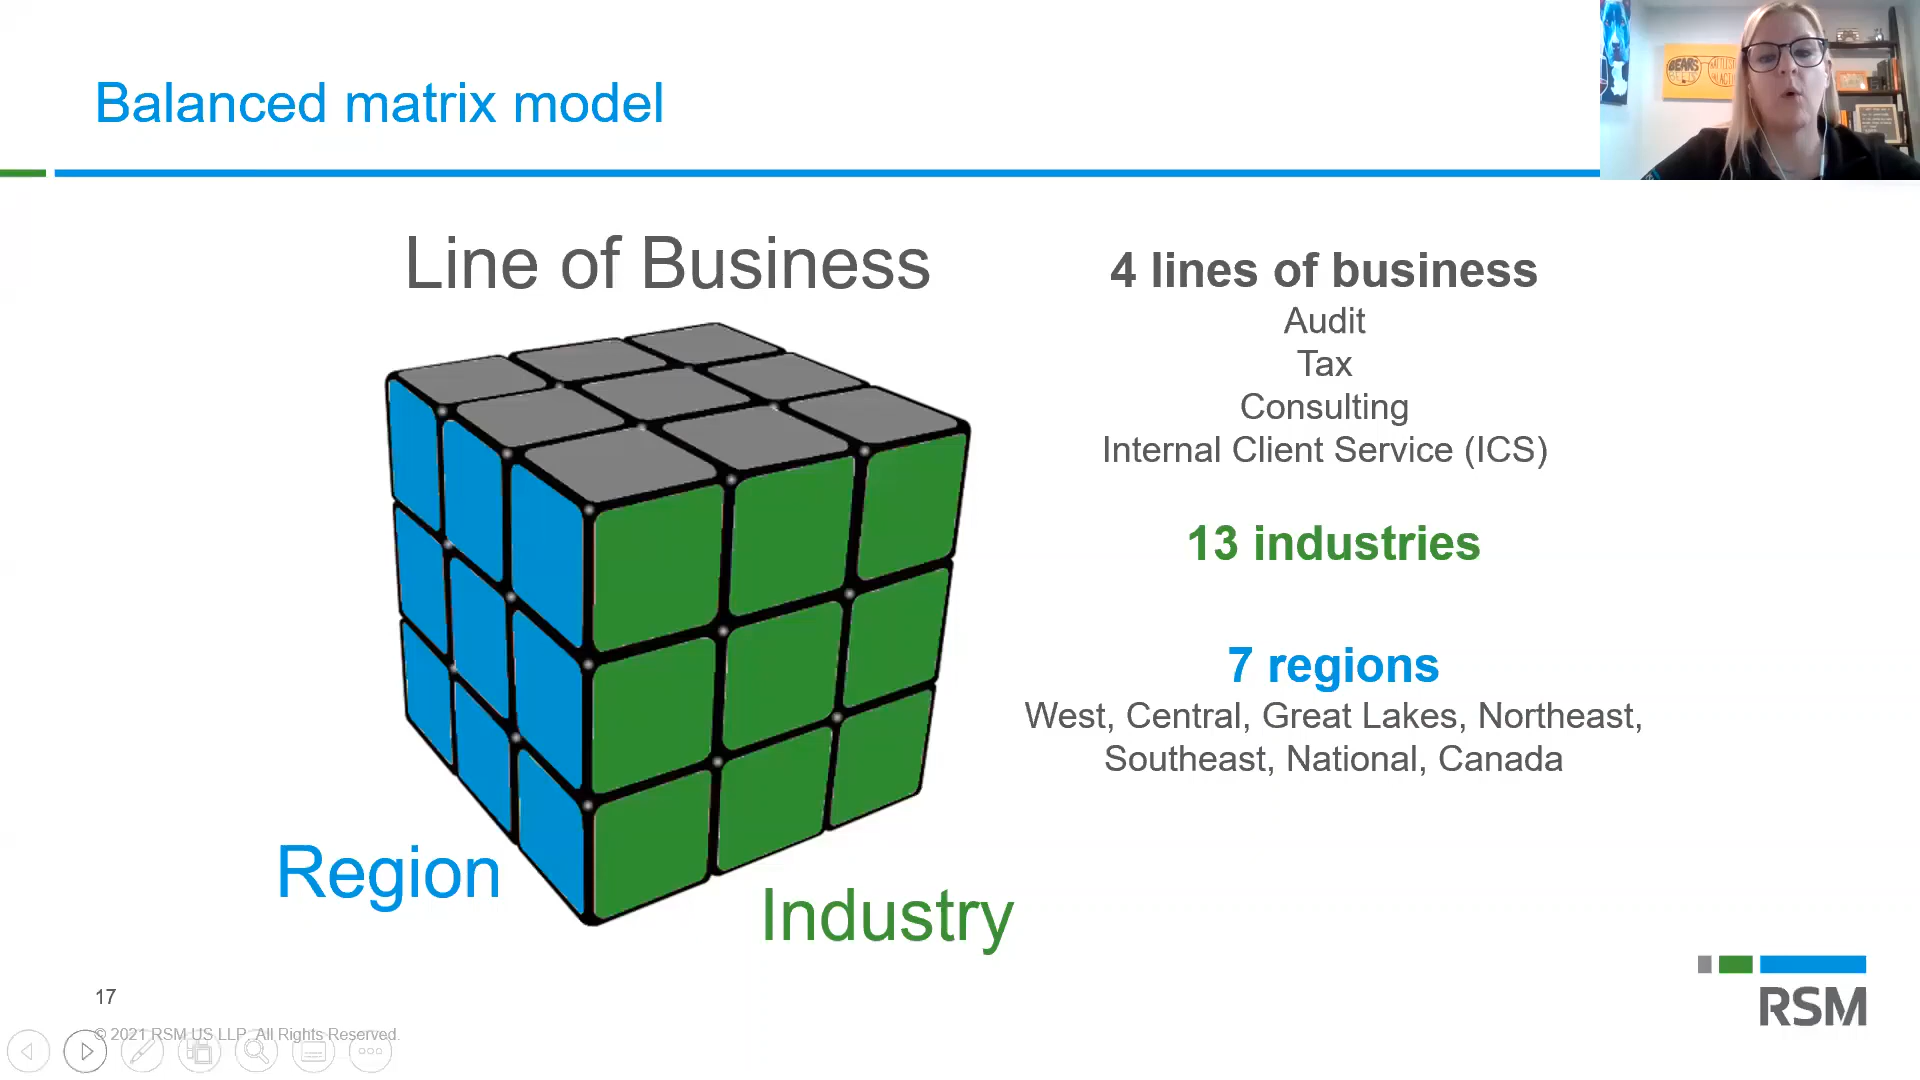 Balanced matrix model
BEARS
Line of Business
4 lines of business
Audit
Tax
Consulting
Internal Client Service (ICS)
13 industries
7 regions
West, Central, Great Lakes, Northeast,
Southeast, National, Canada
Region
Industry
17
© 2021 RSM US LLP. All Rights Reserved.
RSM